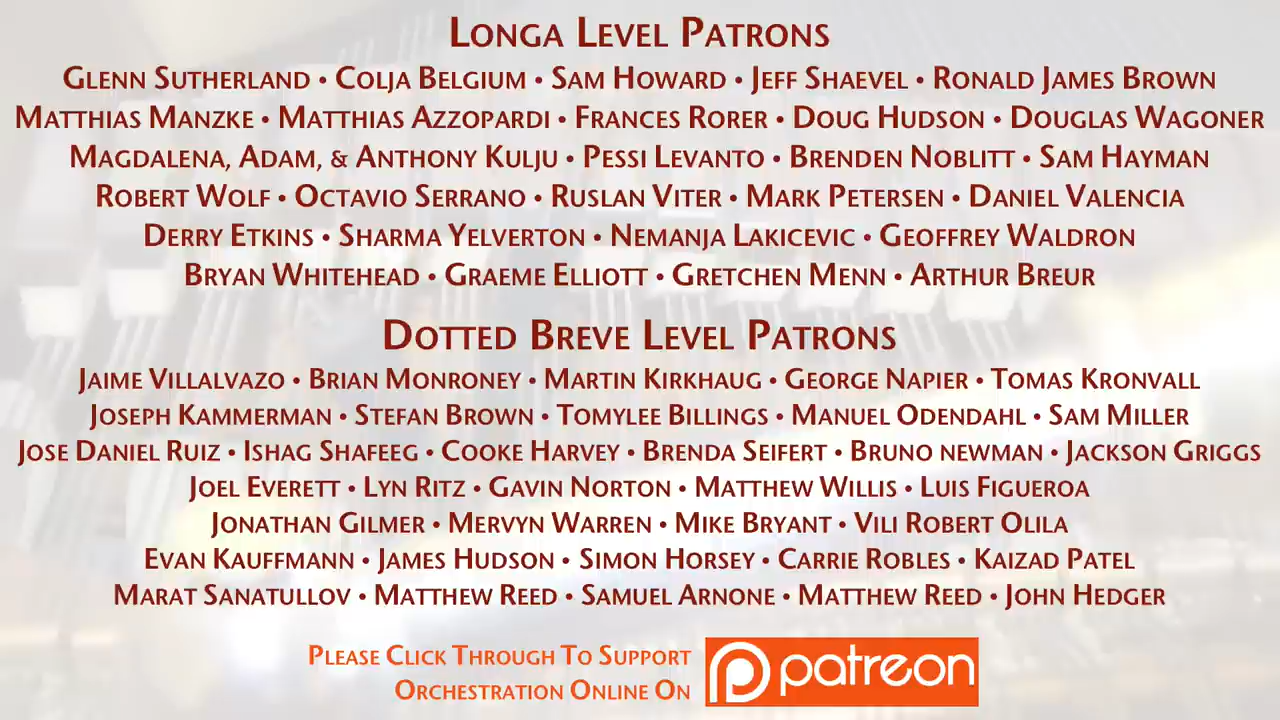 Longa Level Patrons
Glenn Sutherland • Colja Belgium • Sam Howard • Jeff Shaevel • Ronald James Brown
Matthias Manzke • Matthias Azzopardi • Frances Rorer • Doug Hudson • Douglas Wagoner
Magdalena, Adam, & Anthony Kulju • Pessi Levanto • Brenden Noblitt • Sam Hayman
Robert Wolf • Octavio Serrano • Ruslan Viter • Mark Petersen • Daniel Valencia
Derry Etkins • Sharma Yelverton • Nemanja Lakicevic • Geoffrey Waldron
Bryan Whitehead • Graeme Elliott • Gretchen Menn • Arthur Breur
Dotted Breve Level Patrons
Jaime Villalvazo • Brian Monroney • Martin Kirkhaug • George Napier • Tomas Kronvall
Joseph Kammerman • Stefan Brown • Tomylee Billings • Manuel Odendahl • Sam Miller
Jose Daniel Ruiz • Ishag Shafeeg • Cooke Harvey • Brenda Seifert • Bruno newman • Jackson Griggs
Joel Everett • Lyn Ritz • Gavin Norton • Matthew Willis • Luis Figueroa
Jonathan Gilmer • Mervyn Warren • Mike Bryant • Vili Robert Olila
Evan Kauffmann • James Hudson • Simon Horsey • Carrie Robles • Kaizad Patel
Marat Sanatullov • Matthew Reed • Samuel Arnone • Matthew Reed • John Hedger
Please Click Through To Support
Orchestration Online On
patreon